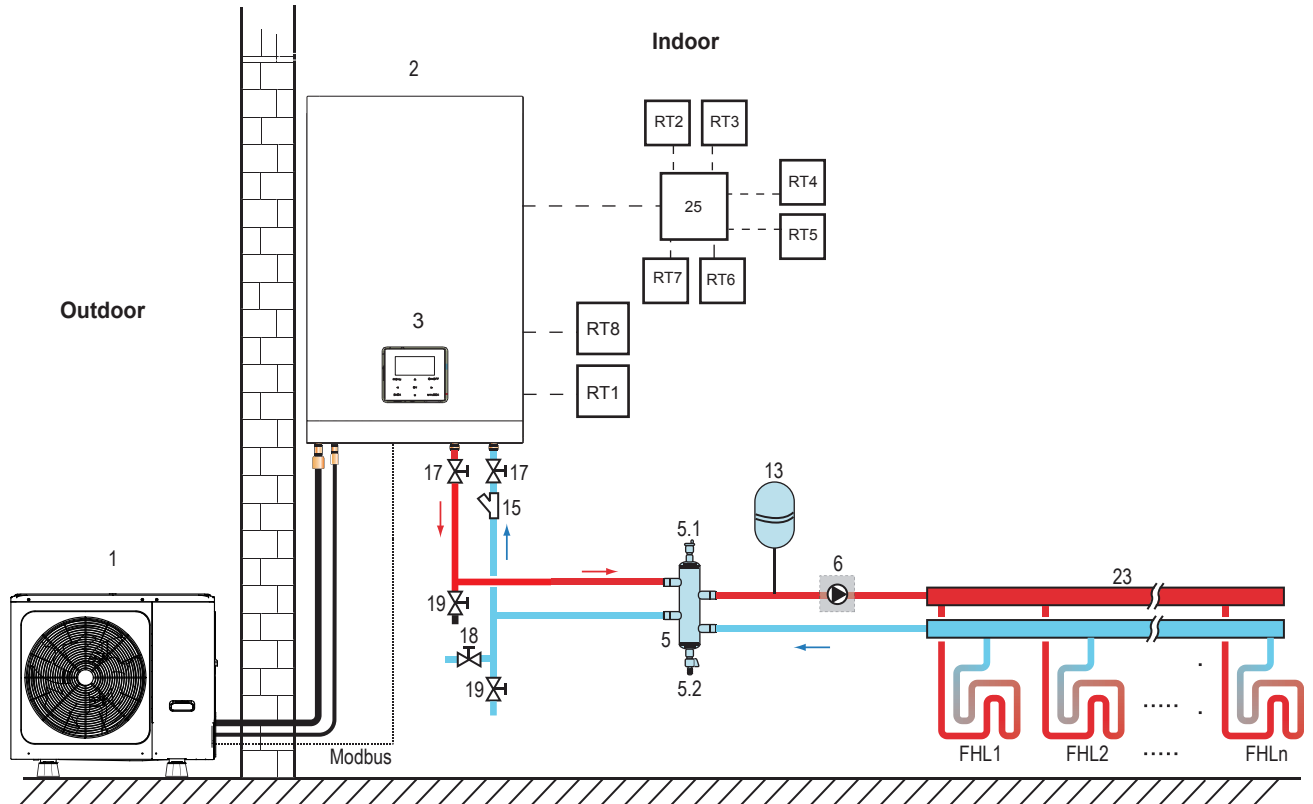 Indoor
2
RT2
RT3
RT4
25
RT5
RT7
RT6
Outdoor
3
RT8
RT1
17
17
15
13
5.1
6
23
1
19
18
5
19
5.2
Modbus
FHL1
FHL2
.....
.....
FHLn